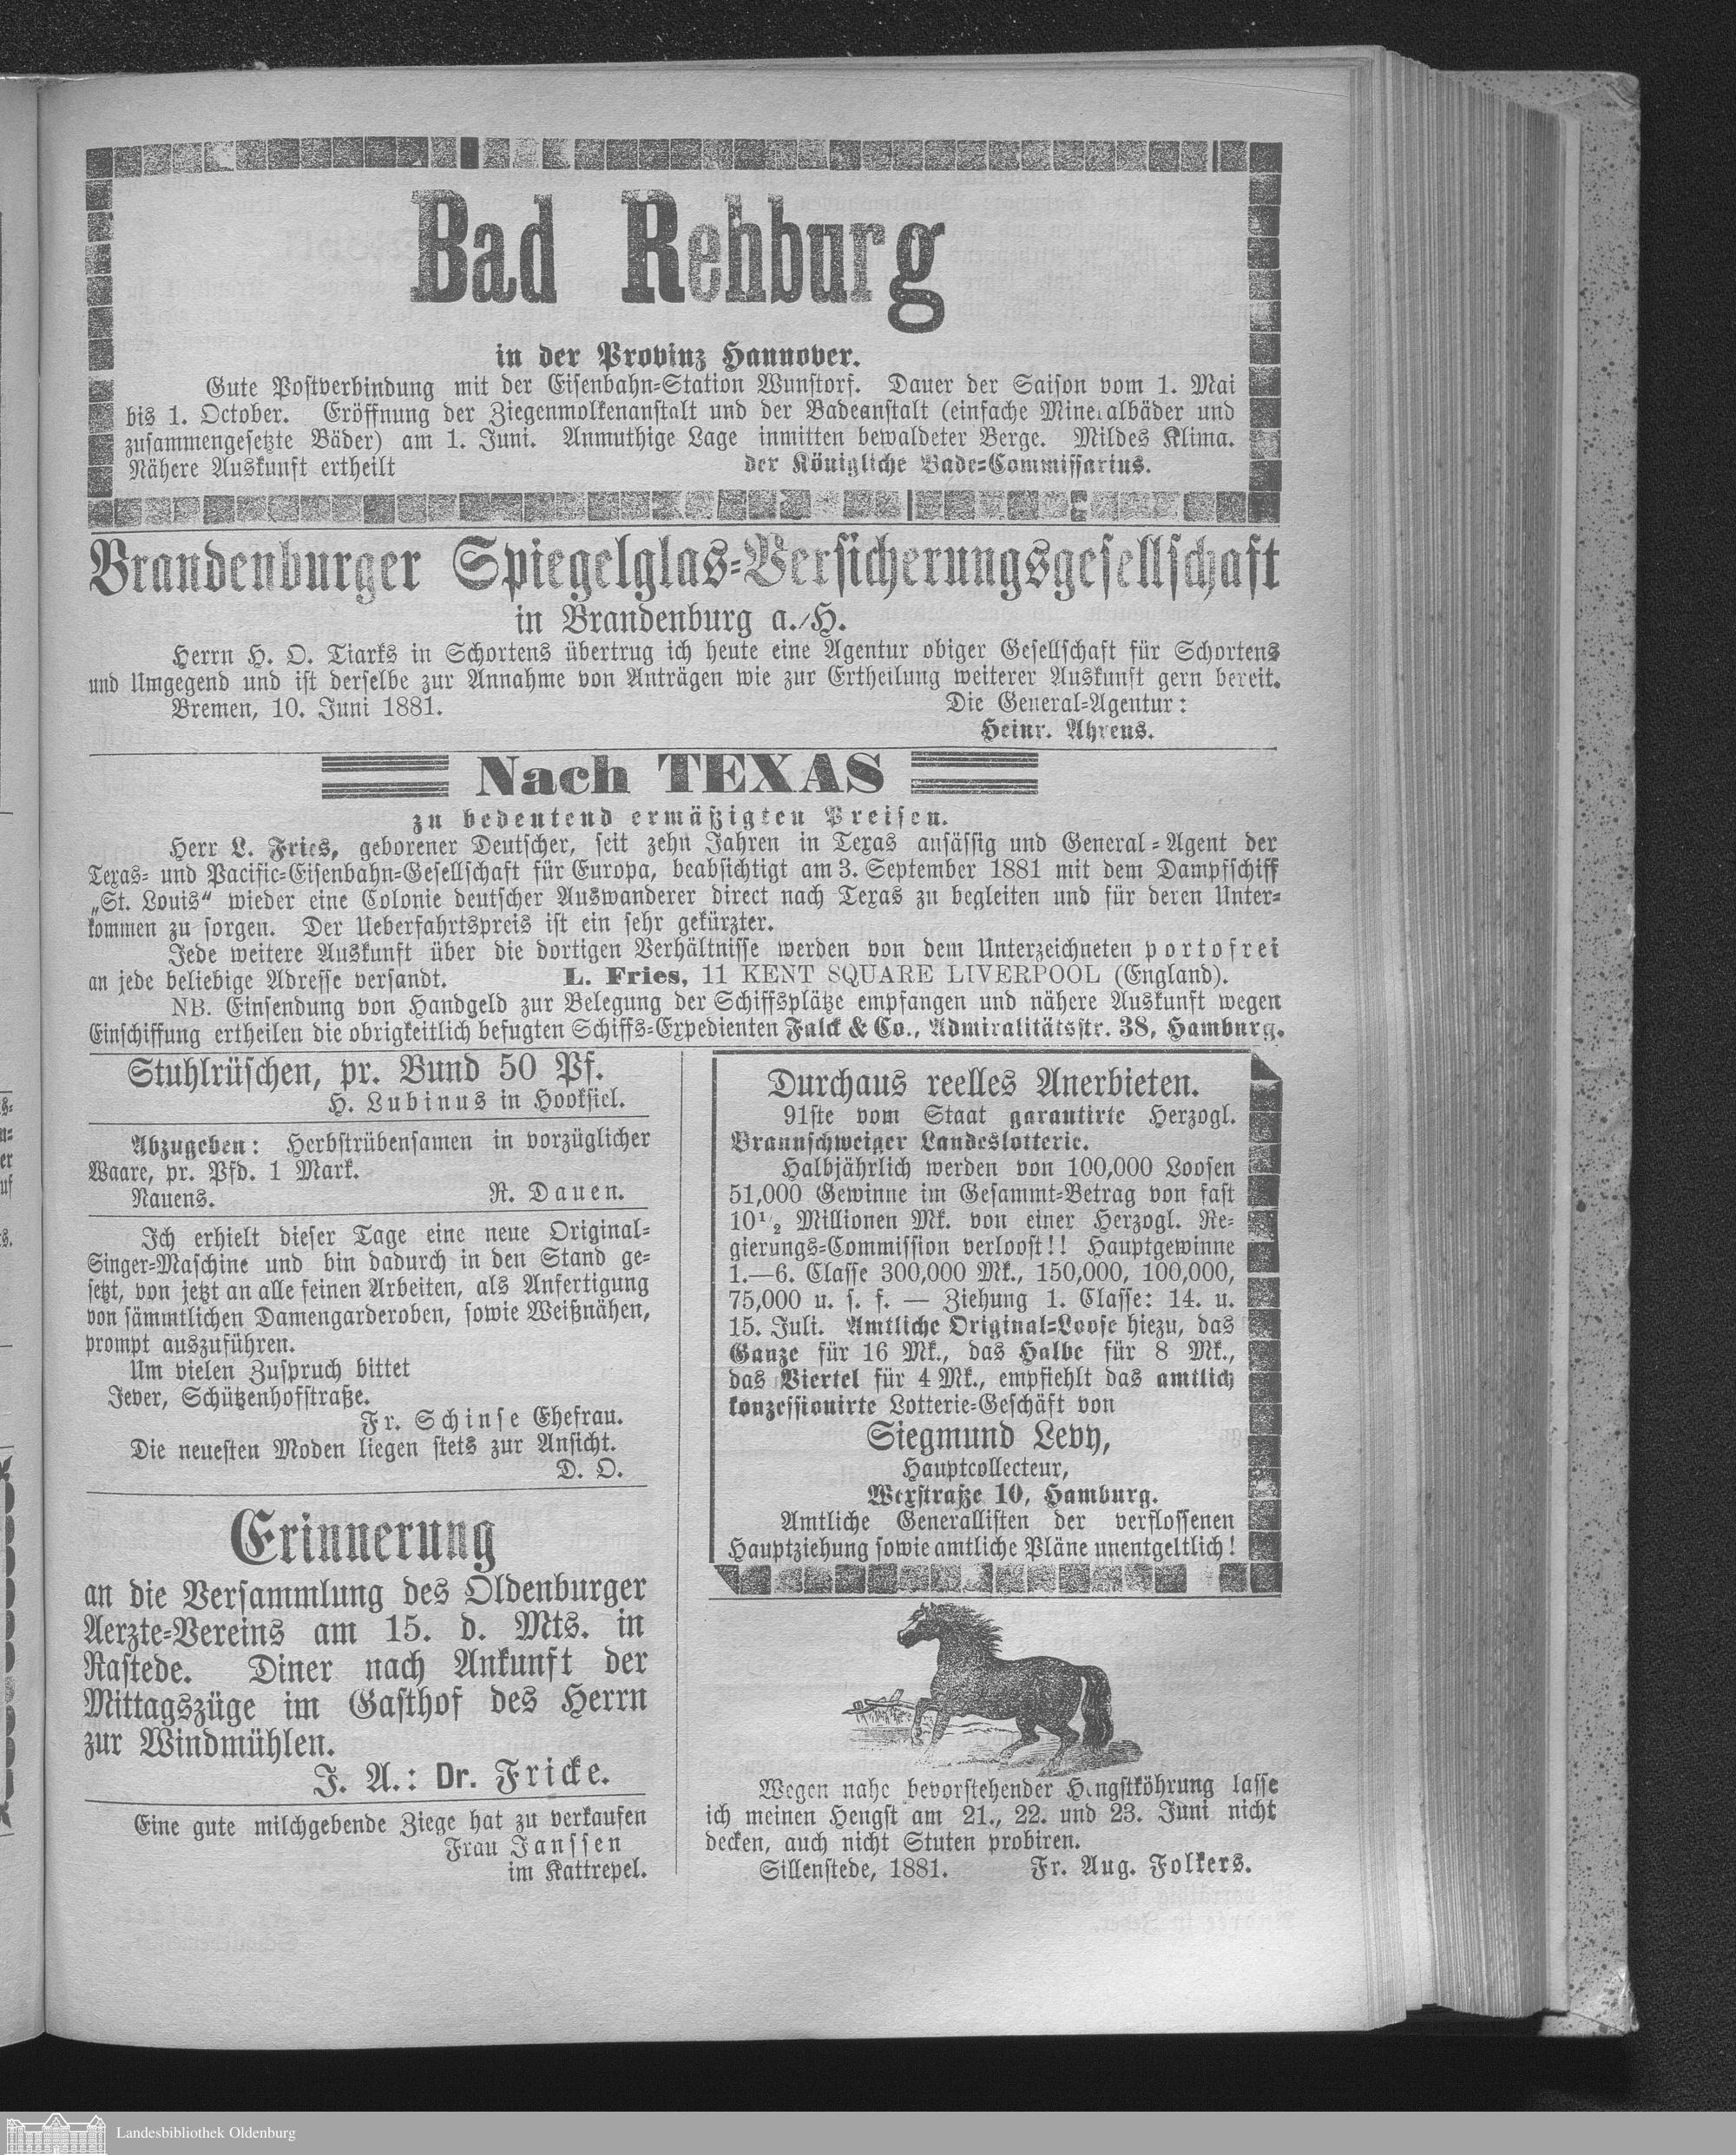 Bad Rehburg
in der Provinz Hannover.
Gute Postverbindung mit der Eisenbahn-Station Wunstorf. Dauer der Saison vom 1. Mai
bis 1. October. Eröffnung der Ziegenmolkenanstalt und der Badeanstalt (einfache Mineralbäder und
zusammengesetzte Bäder) am 1. Juni. Anmuthige Lage inmitten bewaldeter Berge. Mildes Klima.
Nähere Auskunft ertheilt der Königliche Bade-Commissarius.
Brandenburger Spiegelglas-Versicherungsgesellschaft
in Brandenburg a./H.
Herrn H. O. Tiarks in Schortens übertrug ich heute eine Agentur obiger Gesellschaft für Schortens
und Umgegend und ist derselbe zur Annahme von Anträgen wie zur Ertheilung weiterer Auskunft gern bereit.
Bremen, 10. Juni 1881. Die General-Agentur:
Heinr. Ahrens.
Nach TEXAS
zu bedeutend ermäßigten Preisen.
Herr L. Fries, geborener Deutscher, seit zehn Jahren in Texas ansässig und General-Agent der
Texas- und Pacific-Eisenbahn-Gesellschaft für Europa, beabsichtigt am 3. September 1881 mit dem Dampfschiff
„St. Louis“ wieder eine Colonie deutscher Auswanderer direct nach Texas zu begleiten und für deren Unter-
kommen zu sorgen. Der Ueberfahrtspreis ist ein sehr gekürzter.
Jede weitere Auskunft über die dortigen Verhältnisse werden von dem Unterzeichneten portofrei
an jede beliebige Adresse versandt. L. Fries, 11 KENT SQUARE LIVERPOOL (England).
NB. Einsendung von Handgeld zur Belegung der Schiffsplätze empfangen und nähere Auskunft wegen
Einschiffung ertheilen die obrigkeitlich befugten Schiffs-Expedienten Falck & Co., Admiralitätsstr. 38, Hamburg.
Stuhlrüschen, pr. Bund 50 Pf.
H. Lubinus in Hooksiel.
Abzugeben: Herbstrübensamen in vorzüglicher
Waare, pr. Pfd. 1 Mark.
Nauens. R. Dauen.
Ich erhielt dieser Tage eine neue Original-
Singer-Maschine und bin dadurch in den Stand ge-
setzt, von jetzt an alle feinen Arbeiten, als Anfertigung
von sämmtlichen Damengarderoben, sowie Weißnähen,
prompt auszuführen.
Um vielen Zuspruch bittet
Jever, Schützenhofstraße.
Fr. Schinse Ehefrau.
Die neuesten Moden liegen stets zur Ansicht.
D. O.
Erinnerung
an die Versammlung des Oldenburger
Aerzte-Vereins am 15. d. Mts. in
Rastede. Diner nach Ankunft der
Mittagszüge im Gasthof des Herrn
zur Windmühlen.
J. A.: Dr. Fricke.
Eine gute milchgebende Ziege hat zu verkaufen
Frau Janssen
im Kattrepel.
Durchaus reelles Anerbieten.
91ste vom Staat garantirte Herzogl.
Braunschweiger Landeslotterie.
Halbjährlich werden von 100,000 Loosen
51,000 Gewinne im Gesammt-Betrag von fast
10½ Millionen Mk. von einer Herzogl. Re-
gierungs-Commission verloost!! Hauptgewinne
1.—6. Classe 300,000 Mk., 150,000, 100,000,
75,000 u. s. f. — Ziehung 1. Classe: 14. u.
15. Juli. Amtliche Original-Loose hiezu, das
Ganze für 16 Mk., das Halbe für 8 Mk.,
das Viertel für 4 Mk., empfiehlt das amtlich
konzessionirte Lotterie-Geschäft von
Siegmund Levy,
Hauptcollecteur,
Wexstraße 10, Hamburg.
Amtliche Generallisten der verflossenen
Hauptziehung sowie amtliche Pläne unentgeltlich!
Wegen nahe bevorstehender Hengstköhrung lasse
ich meinen Hengst am 21., 22. und 23. Juni nicht
decken, auch nicht Stuten probiren.
Sillenstede, 1881. Fr. Aug. Folkers.
Landesbibliothek Oldenburg